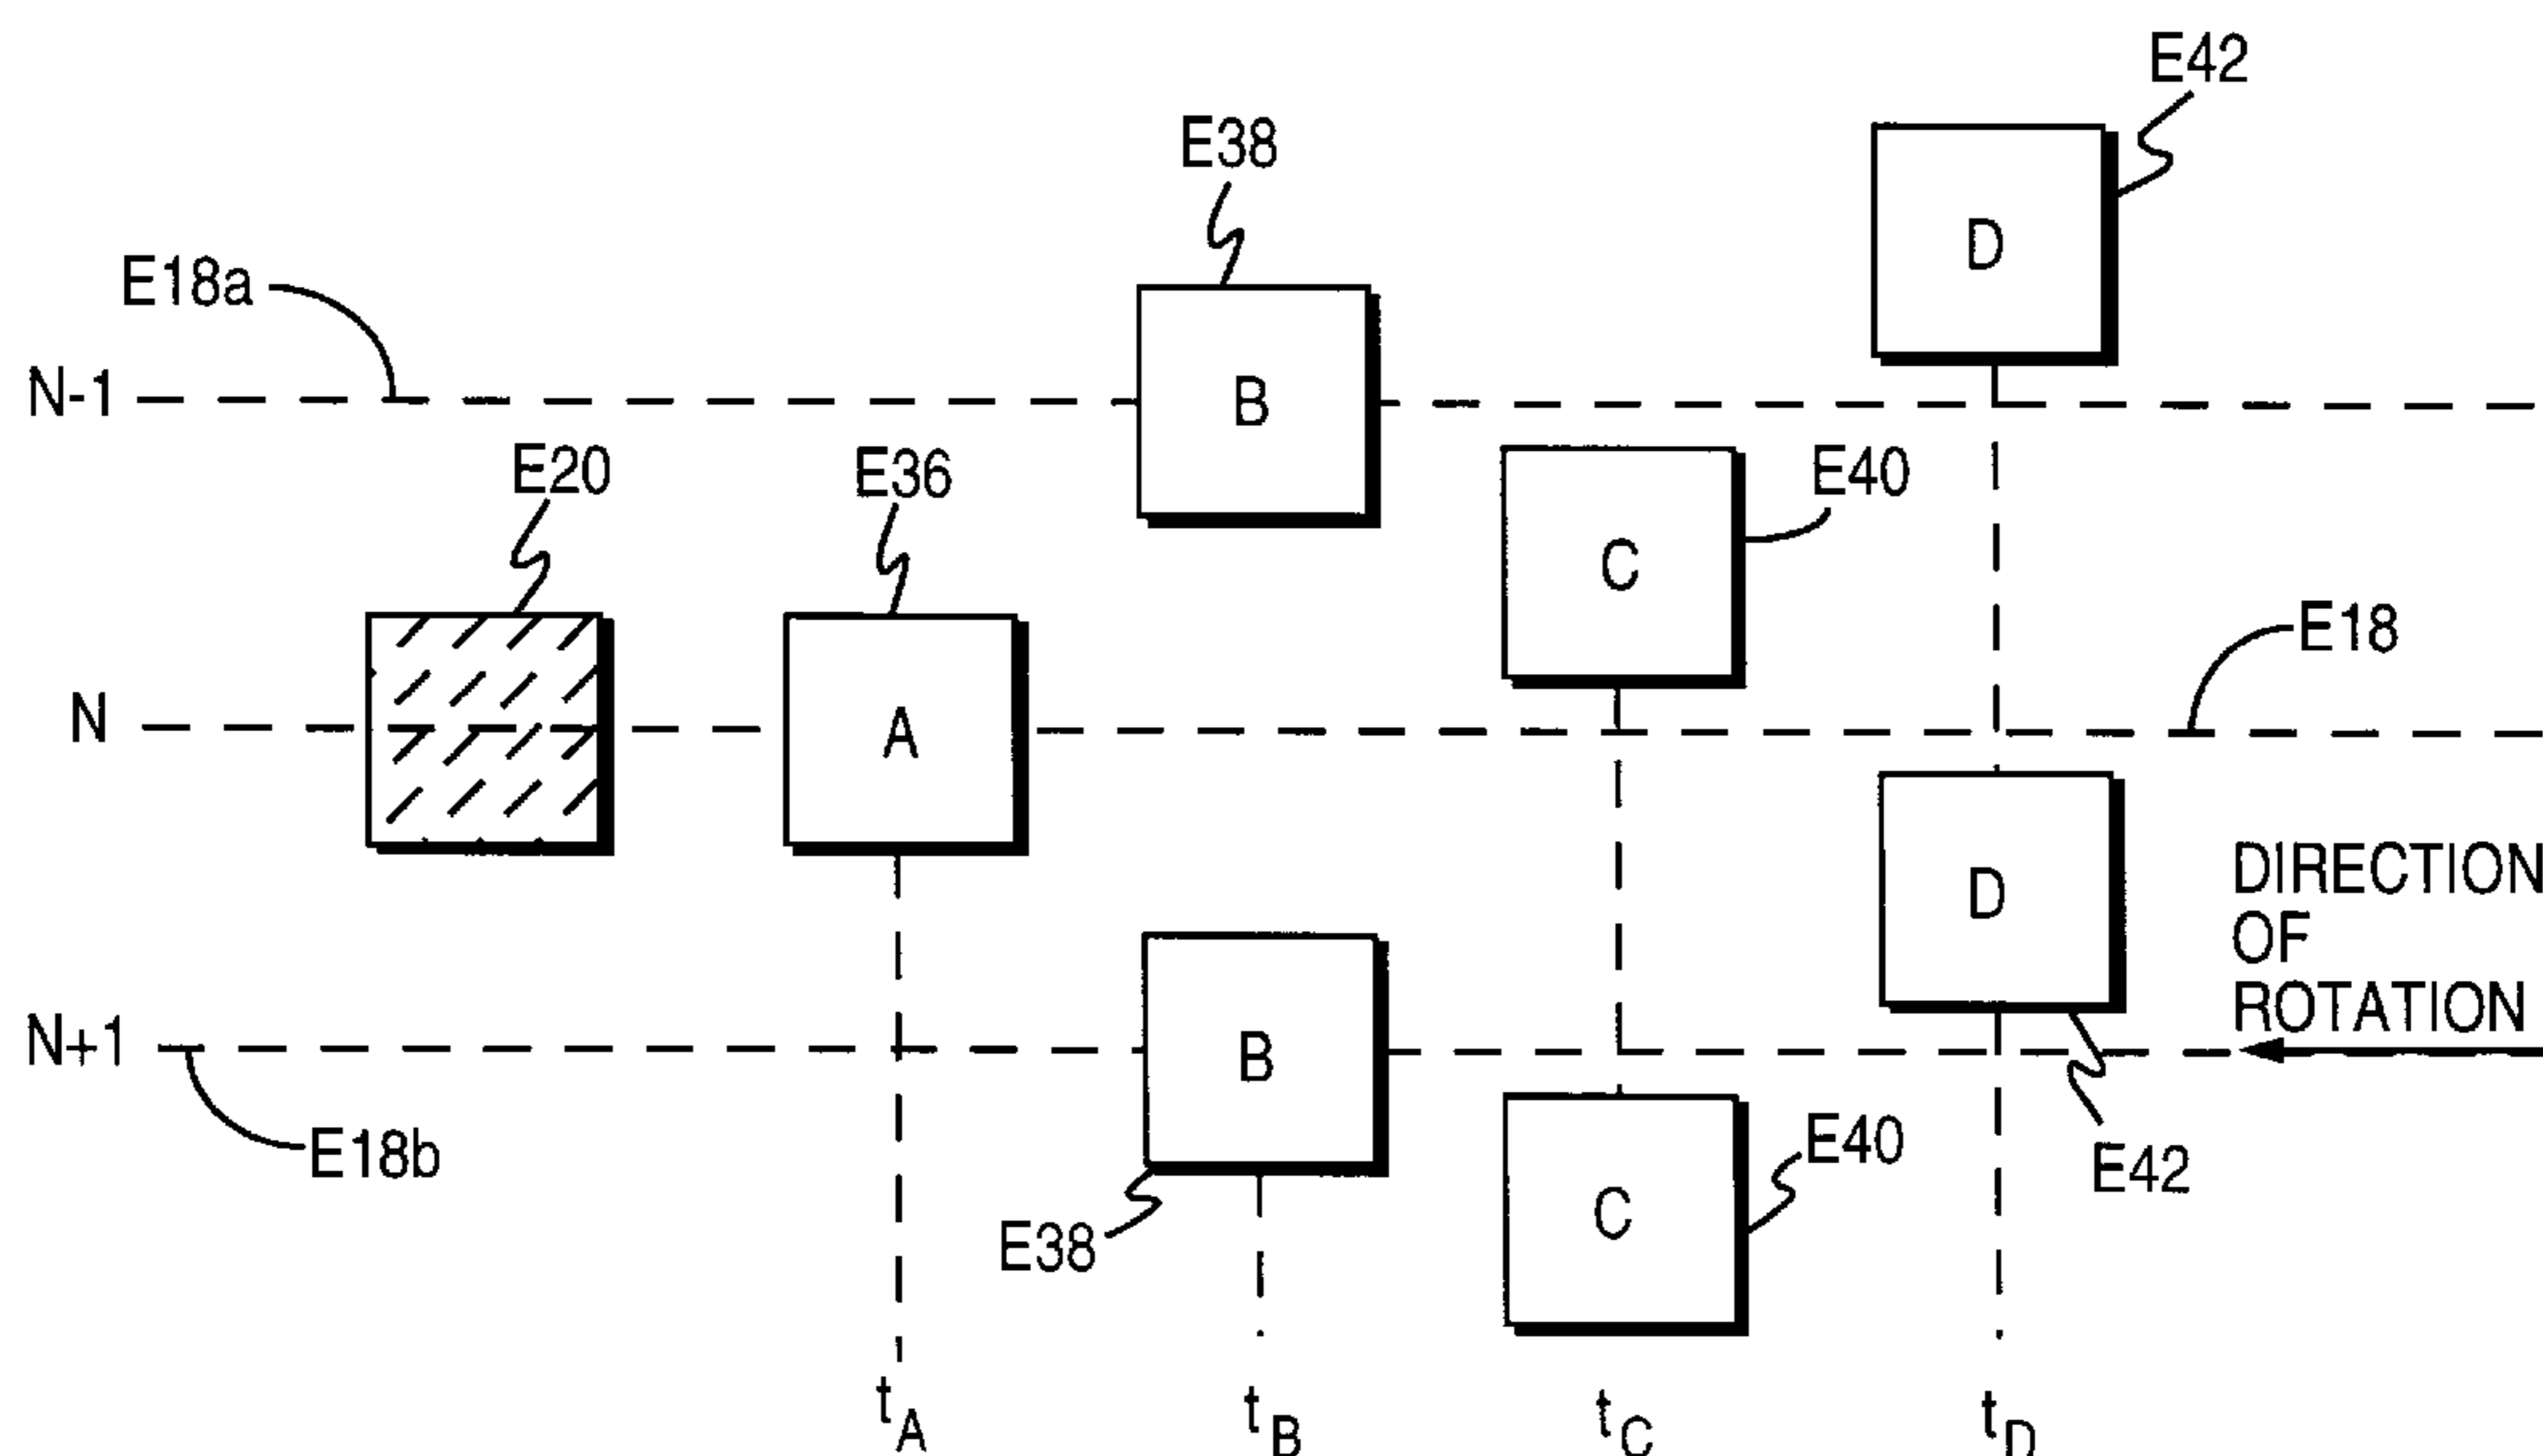 E42
E38
D
E18a
N-1
B
E20
E36
E40
C
E18
N
A
D
DIRECTION
OF
ROTATION
N+1
B
E18b
E40
E42
C
E38
tA
tB
tC
tD